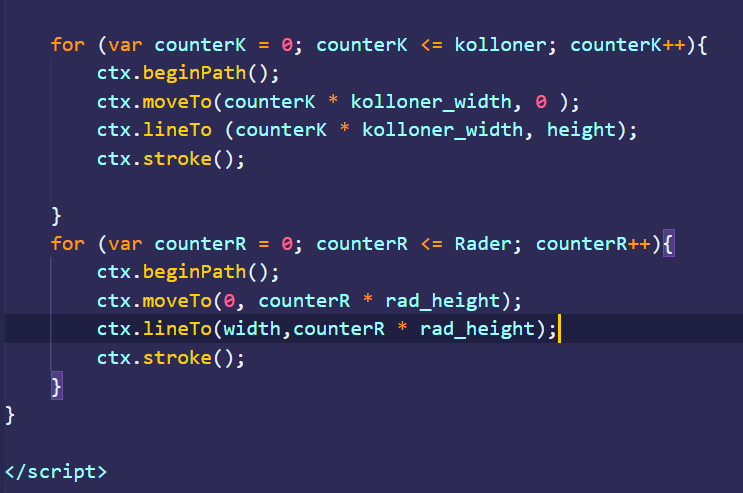 for (var counterK = 0; counterK <= kolloner; counterK++){
ctx.beginPath();
ctx.moveTo(counterK * kolloner_width, 0 );
ctx.lineTo (counterK * kolloner_width, height);
ctx.stroke();
}
for (var counterR = 0; counterR <= Rader; counterR++){
ctx.beginPath();
ctx.moveTo(0, counterR * rad_height);
ctx.lineTo(width,counterR * rad_height);
ctx.stroke();
}
}
</script>